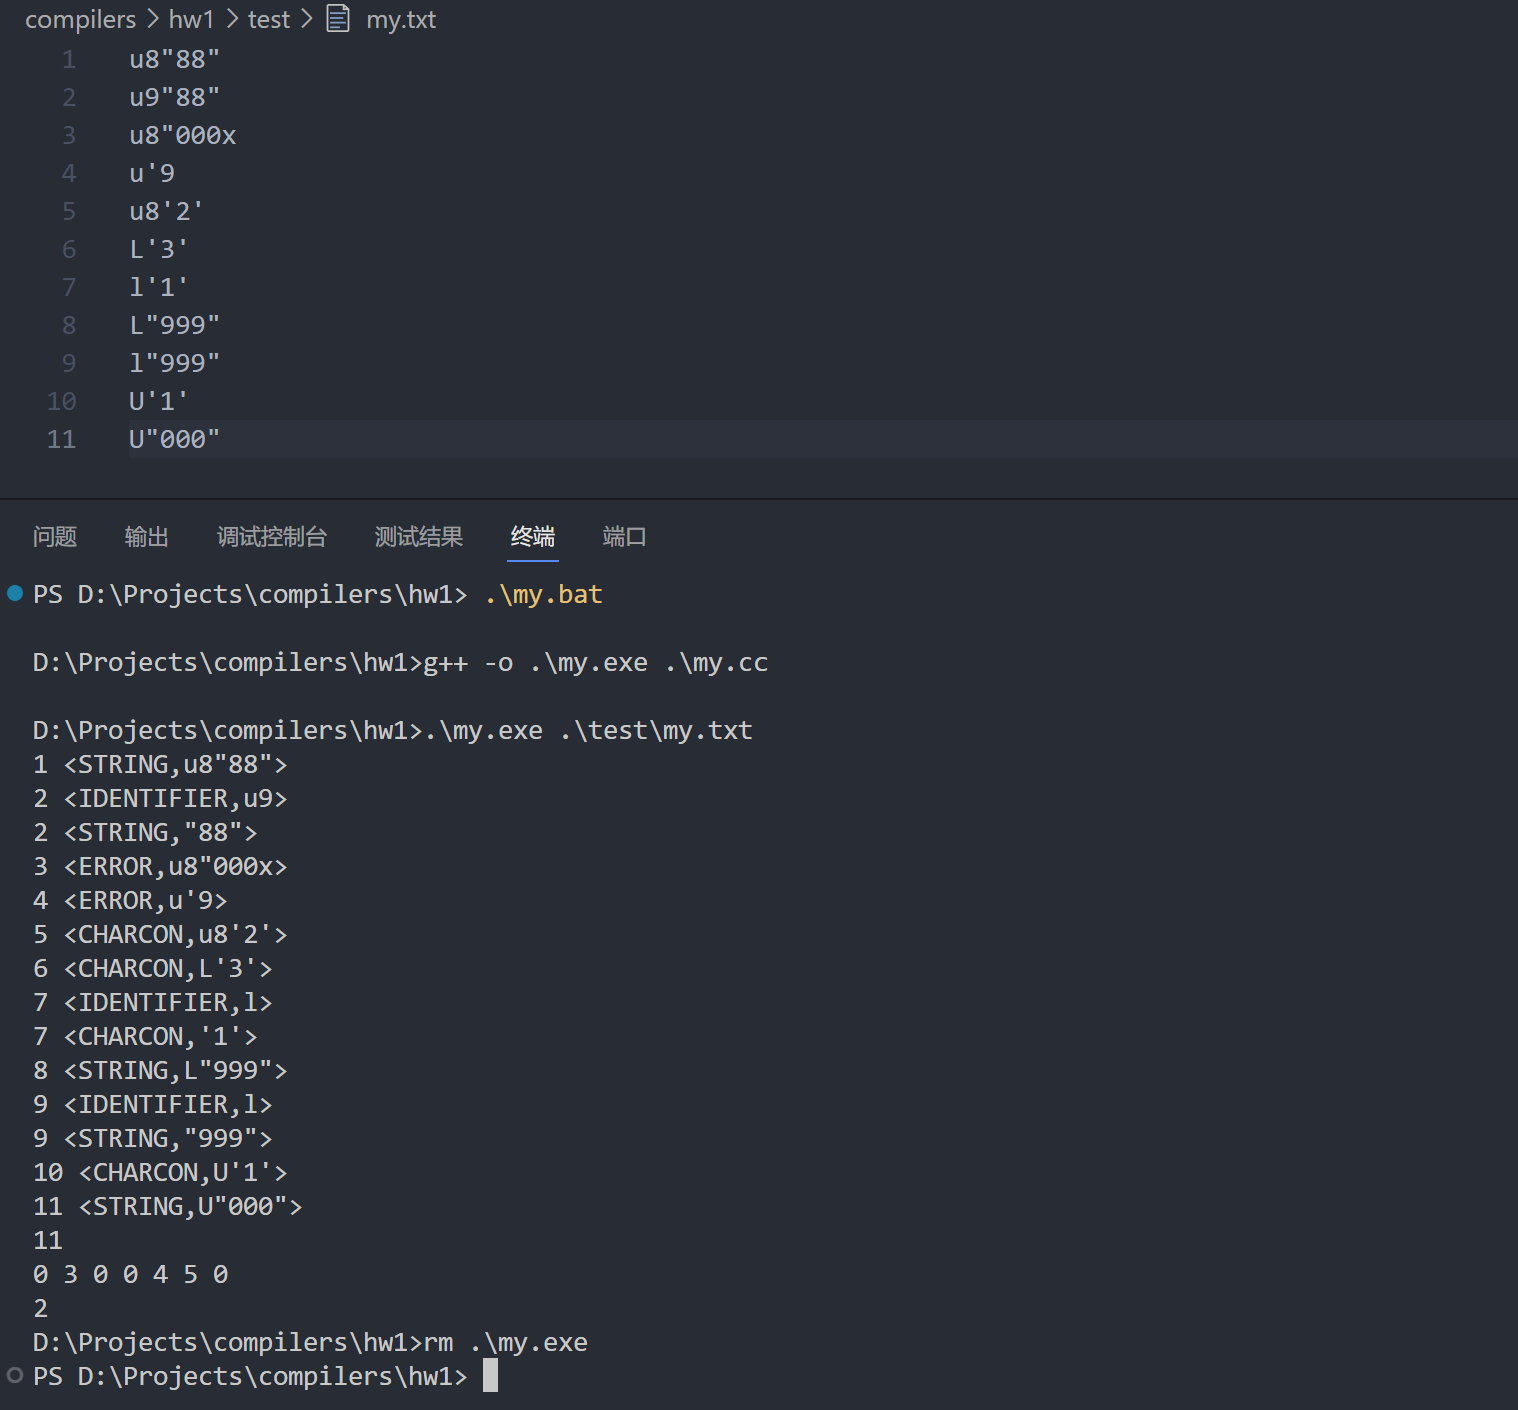 compilers > hw1 > test > my.txt
1 u8"88"
2 u9"88"
3 u8"000x
4 u'9
5 u8'2'
6 L'3'
7 l'1'
8 L"999"
9 l"999"
10 U'1'
11 U"000"
问题 输出 调试控制台 测试结果 终端 端口
PS D:\Projects\compilers\hw1> .\my.bat
D:\Projects\compilers\hw1>g++ -o .\my.exe .\my.cc
D:\Projects\compilers\hw1>.\my.exe .\test\my.txt
1 <STRING,u8"88">
2 <IDENTIFIER,u9>
2 <STRING,"88">
3 <ERROR,u8"000x>
4 <ERROR,u'9>
5 <CHARCON,u8'2'>
6 <CHARCON,L'3'>
7 <IDENTIFIER,l>
7 <CHARCON,'1'>
8 <STRING,L"999">
9 <IDENTIFIER,l>
9 <STRING,"999">
10 <CHARCON,U'1'>
11 <STRING,U"000">
11
0 3 0 0 4 5 0
2
D:\Projects\compilers\hw1>rm .\my.exe
PS D:\Projects\compilers\hw1>